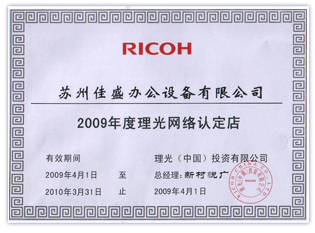 RICOH
苏州佳盛办公设备有限公司
2009年度理光网络认定店
有效期间
理光（中国）投资有限公司
2009年4月1日 至
总经理:
2010年3月31日 止
2009年4月1日